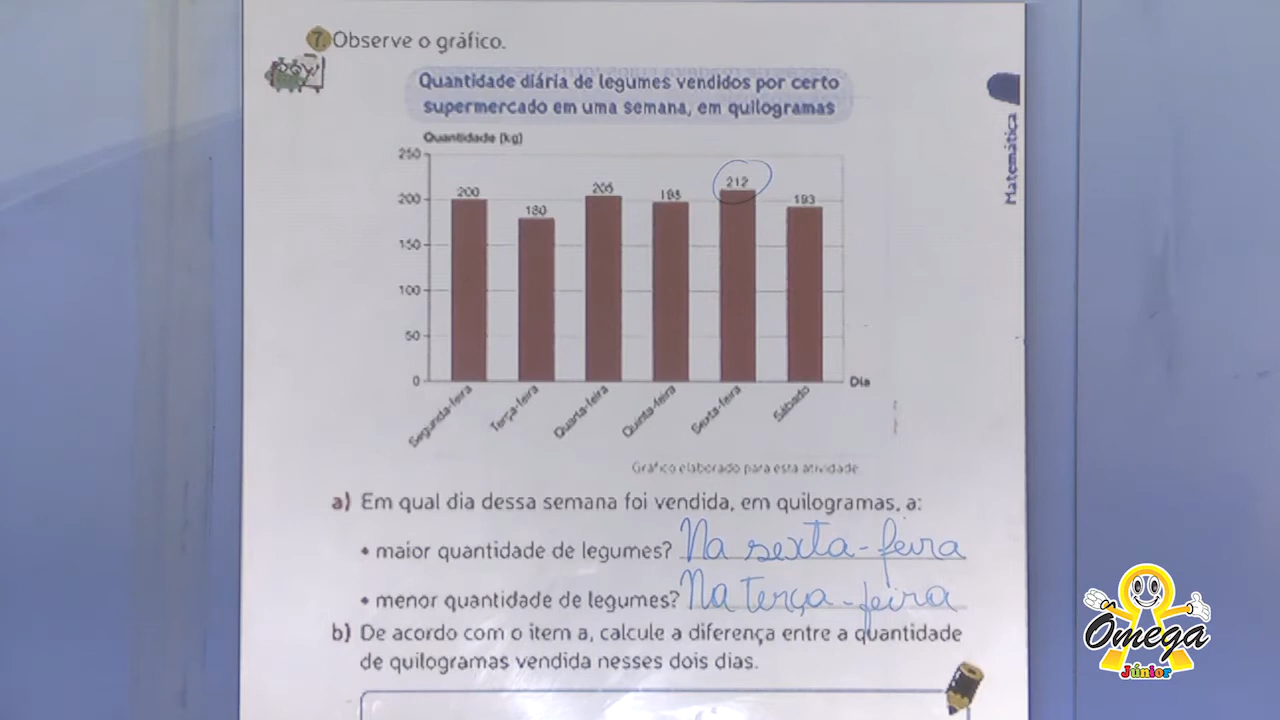 7. Observe o gráfico.
Quantidade diária de legumes vendidos por certo
supermercado em uma semana, em quilogramas
Quantidade (kg)
250
200
150
100
50
0
200
180
212
193
Dia
Segunda-feira
Terça-feira
Quarta-feira
Quinta-feira
Sexta-feira
Sábado
Matemática
Gráfico elaborado para esta atividade
a) Em qual dia dessa semana foi vendida, em quilogramas, a:
• maior quantidade de legumes? Na sexta-feira
• menor quantidade de legumes? Na terça-feira
b) De acordo com o item a, calcule a diferença entre a quantidade
de quilogramas vendida nesses dois dias.
Ômega
Júnior